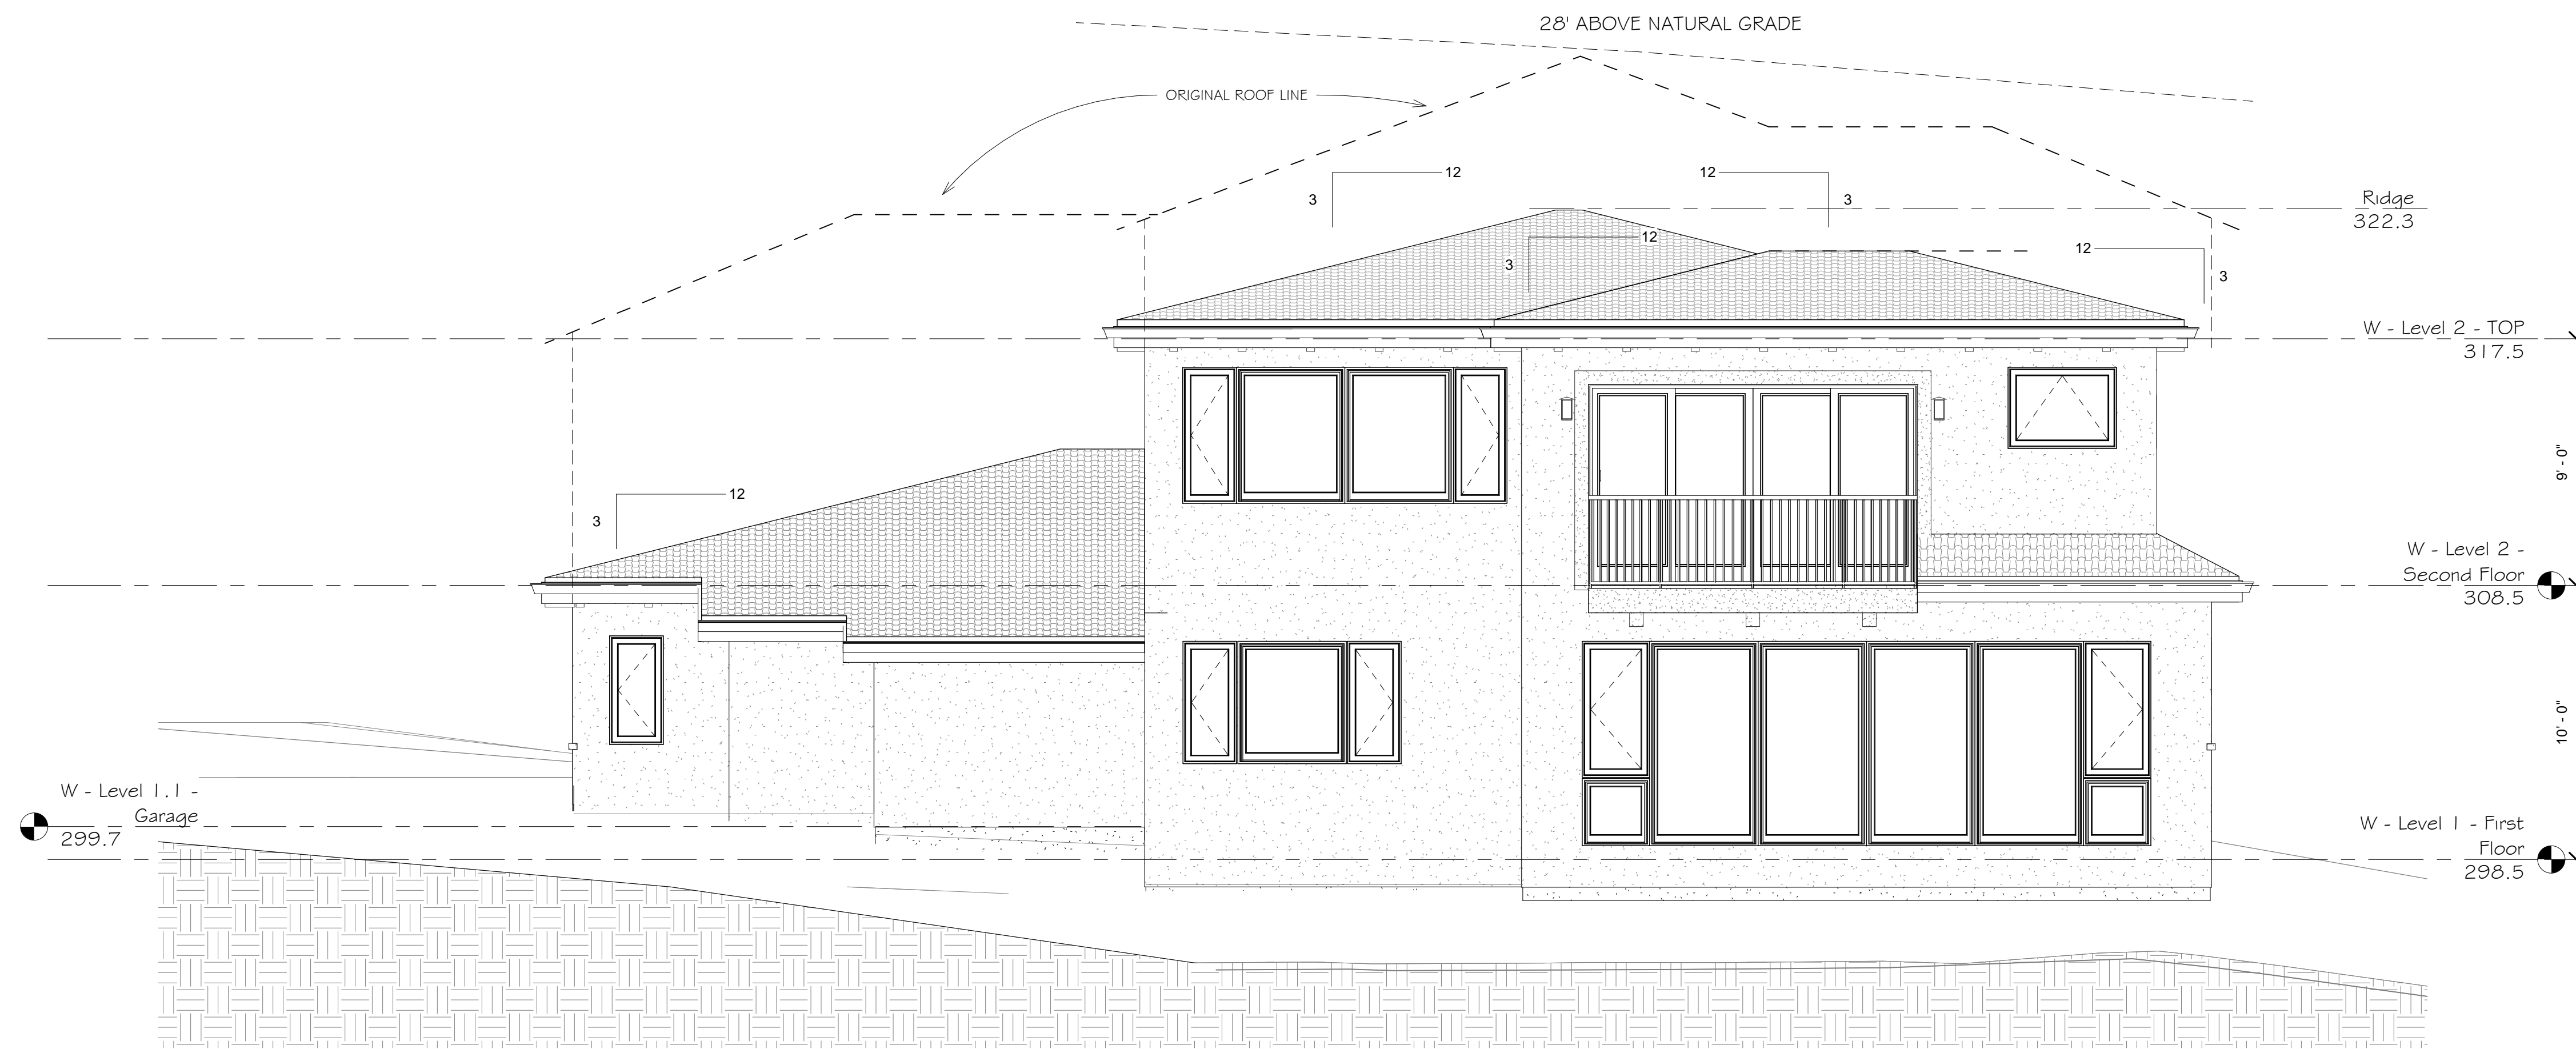 28' ABOVE NATURAL GRADE
ORIGINAL ROOF LINE
12
3
12
3
Ridge
322.3
12
3
12
3
W - Level 2 - TOP
317.5
9' - 0"
12
3
W - Level 2 -
Second Floor
308.5
10' - 0"
W - Level 1.1 -
Garage
299.7
W - Level 1 - First
Floor
298.5